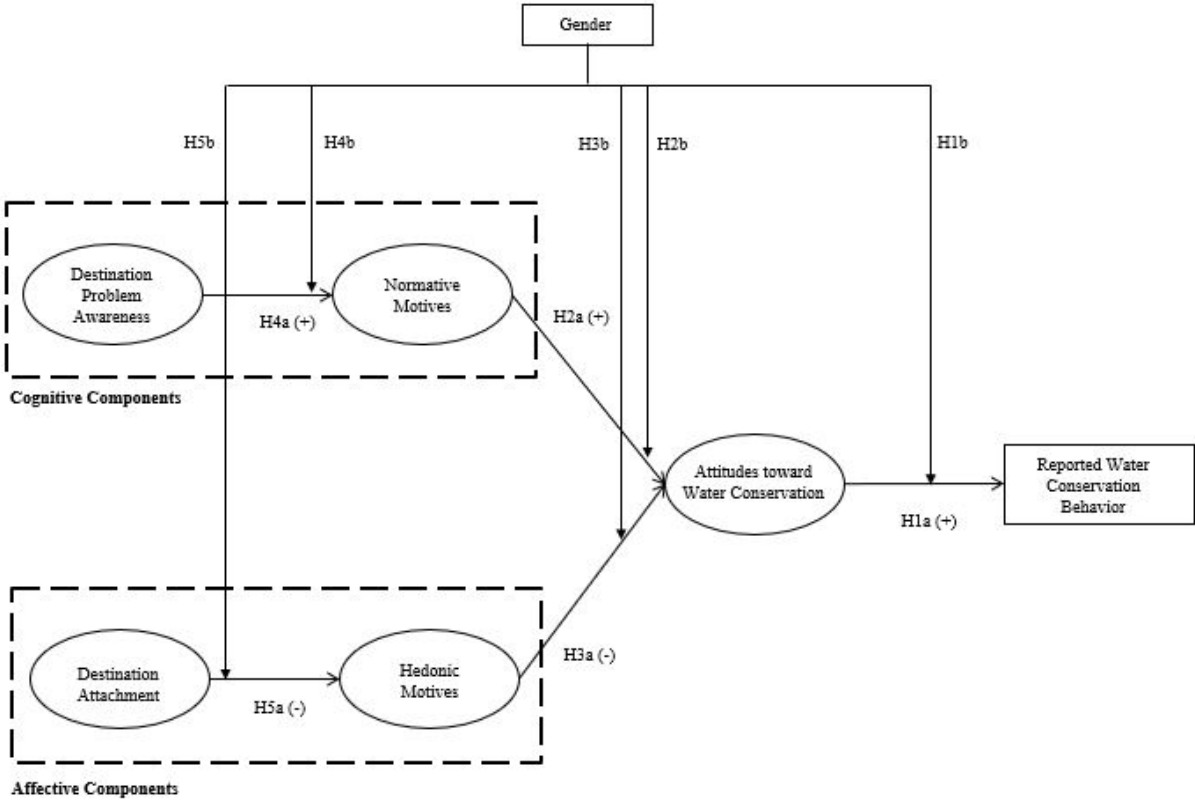 Gender
H5b
H4b
H3b
H2b
H1b
Destination
Problem
Awareness
Normative
Motives
H4a (+)
H2a (+)
Cognitive Components
Attitudes toward
Water Conservation
Reported Water
Conservation
Behavior
H1a (+)
Destination
Attachment
Hedonic
Motives
H3a (-)
H5a (-)
Affective Components